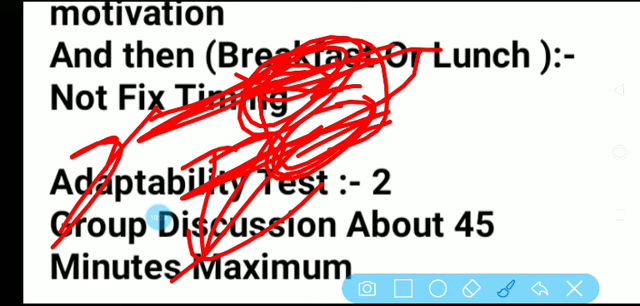 motivation
And then (Breakfast Or Lunch ):-
Not Fix Timing
Adaptability Test :- 2
Group Discussion About 45
Minutes Maximum